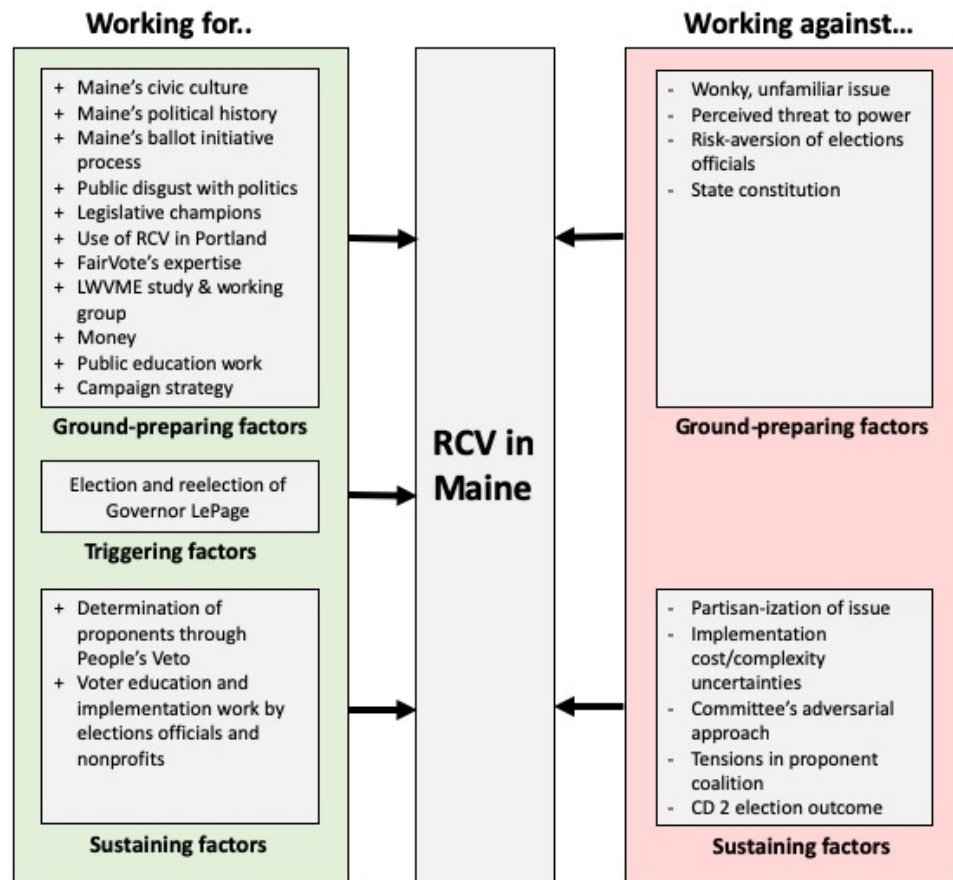 Working for..
+ Maine's civic culture
+ Maine's political history
+ Maine's ballot initiative
process
+ Public disgust with politics
+ Legislative champions
+ Use of RCV in Portland
+ FairVote's expertise
+ LWVME study & working
group
+ Money
+ Public education work
+ Campaign strategy
Ground-preparing factors
Election and reelection of
Governor LePage
Triggering factors
+ Determination of
proponents through
People's Veto
+ Voter education and
implementation work by
elections officials and
nonprofits
Sustaining factors
RCV in
Maine
Working against...
- Wonky, unfamiliar issue
- Perceived threat to power
- Risk-aversion of elections
officials
- State constitution
Ground-preparing factors
- Partisan-ization of issue
- Implementation
cost/complexity
uncertainties
- Committee's adversarial
approach
- Tensions in proponent
coalition
- CD 2 election outcome
Sustaining factors